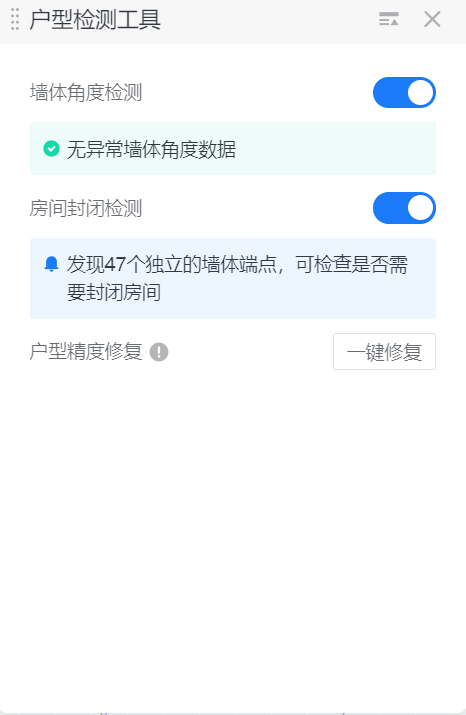 户型检测工具
墙体角度检测
无异常墙体角度数据
房间封闭检测
发现47个独立的墙体端点，可检查是否需
要封闭房间
户型精度修复
一键修复